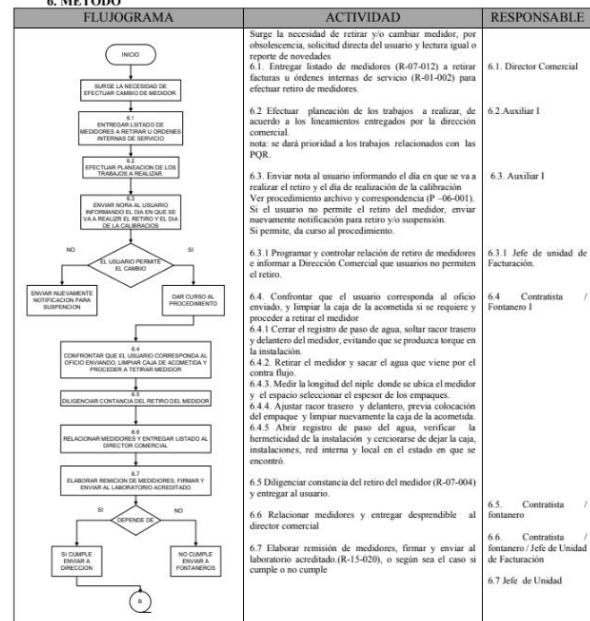 6. METODO
FLUJOGRAMA
ACTIVIDAD
RESPONSABLE
INICIO
SURGE LA NECESIDAD DE
EFECTUAR CAMBIO DE MEDIDOR
6.1
ENTREGAR LSITADO DE
MEDIDORES A RETIRAR U ORDENES
INTERNAS DE SERVICIO
6.2
EFECTUAR PLANEACION DE LOS
TRABAJOS A REALIZAR.
6.3
ENVIAR NORA AL USUARIO
INFORMANDO EL DIA EN QUE SE
VA A REALIZR EL RETIRO Y EL DIA
DE LA CALIBRACIOS
NO
SI
EL USUARIO PERMITE
EL CAMBIO
ENVIAR NUEVAMENTE
NOTIFICACION PARA
SUSPENCION
DAR CURSO AL
PROCEDIMIENTO
6.4
CONFRONTAR QUE EL USUARIO CORRESPONDA AL
OFICIO ENVIANDO, LIMPIAR CAJA DE ACOMETIDA Y
PROCEDER A TETIRAR MEDIDOR
6.5
DILIGENCIAR CONTANCIA DEL RETIRO DEL MEDIDOR
6.6
RELACIONAR MEDIDORES Y ENTREGAR LISTADO AL
DIRECTOR COMERCIAL
6.7
ELABORAR REMICION DE MEDIDIORES, FIRMAR Y
ENVIAR AL LABORATORIO ACREDITADO
SI
NO
DEPENDE DE
SI CUMPLE
ENVIAR A
DIRECCION
NO CUMPLE
ENVIAR A
FONTANEROS
B
Surge la necesidad de retirar y/o cambiar medidor, por
obsolescencia, solicitud directa del usuario y lectura igual o
reporte de novedades
6.1. Entregar listado de medidores (R-07-012) a retirar
facturas u órdenes internas de servicio (R-01-002) para
efectuar retiro de medidores.
6.2 Efectuar planeación de los trabajos a realizar, de
acuerdo a los lineamientos entregados por la dirección
comercial.
nota: se dará prioridad a los trabajos relacionados con las
PQR.
6.3. Enviar nota al usuario informando el día en que se va a
realizar el retiro y el día de realización de la calibración
Ver procedimiento archivo y correspondencia (P –06-001).
Si el usuario no permite el retiro del medidor, enviar
nuevamente notificación para retiro y/o suspensión.
Si permite, da curso al procedimiento.
6.3.1 Programar y controlar relación de retiro de medidores
e informar a Dirección Comercial que usuarios no permiten
el retiro.
6.4. Confrontar que el usuario corresponda al oficio
enviado, y limpiar la caja de la acometida si se requiere y
proceder a retirar el medidor
6.4.1 Cerrar el registro de paso de agua, soltar racor trasero
y delantero del medidor, evitando que se produzca torque en
la instalación.
6.4.2. Retirar el medidor y sacar el agua que viene por el
contra flujo.
6.4.3. Medir la longitud del niple donde se ubica el medidor
y el espacio seleccionar el espesor de los empaques.
6.4.4. Ajustar racor trasero y delantero, previa colocación
del empaque y limpiar nuevamente la caja de la acometida.
6.4.5 Abrir registro de paso del agua, verificar la
hermeticidad de la instalación y cerciorarse de dejar la caja,
instalaciones, red interna y local en el estado en que se
encontró.
6.5 Diligenciar constancia del retiro del medidor (R-07-004)
y entregar al usuario.
6.6 Relacionar medidores y entregar desprendible al
director comercial
6.7 Elaborar remisión de medidores, firmar y enviar al
laboratorio acreditado.(R-15-020), o según sea el caso si
cumple o no cumple
6.1. Director Comercial
6.2.Auxiliar I
6.3. Auxiliar I
6.3.1 Jefe de unidad de
Facturación.
6.4 Contratista /
Fontanero I
6.5. Contratista /
fontanero
6.6. Contratista /
fontanero / Jefe de Unidad
de Facturación
6.7 Jefe de Unidad